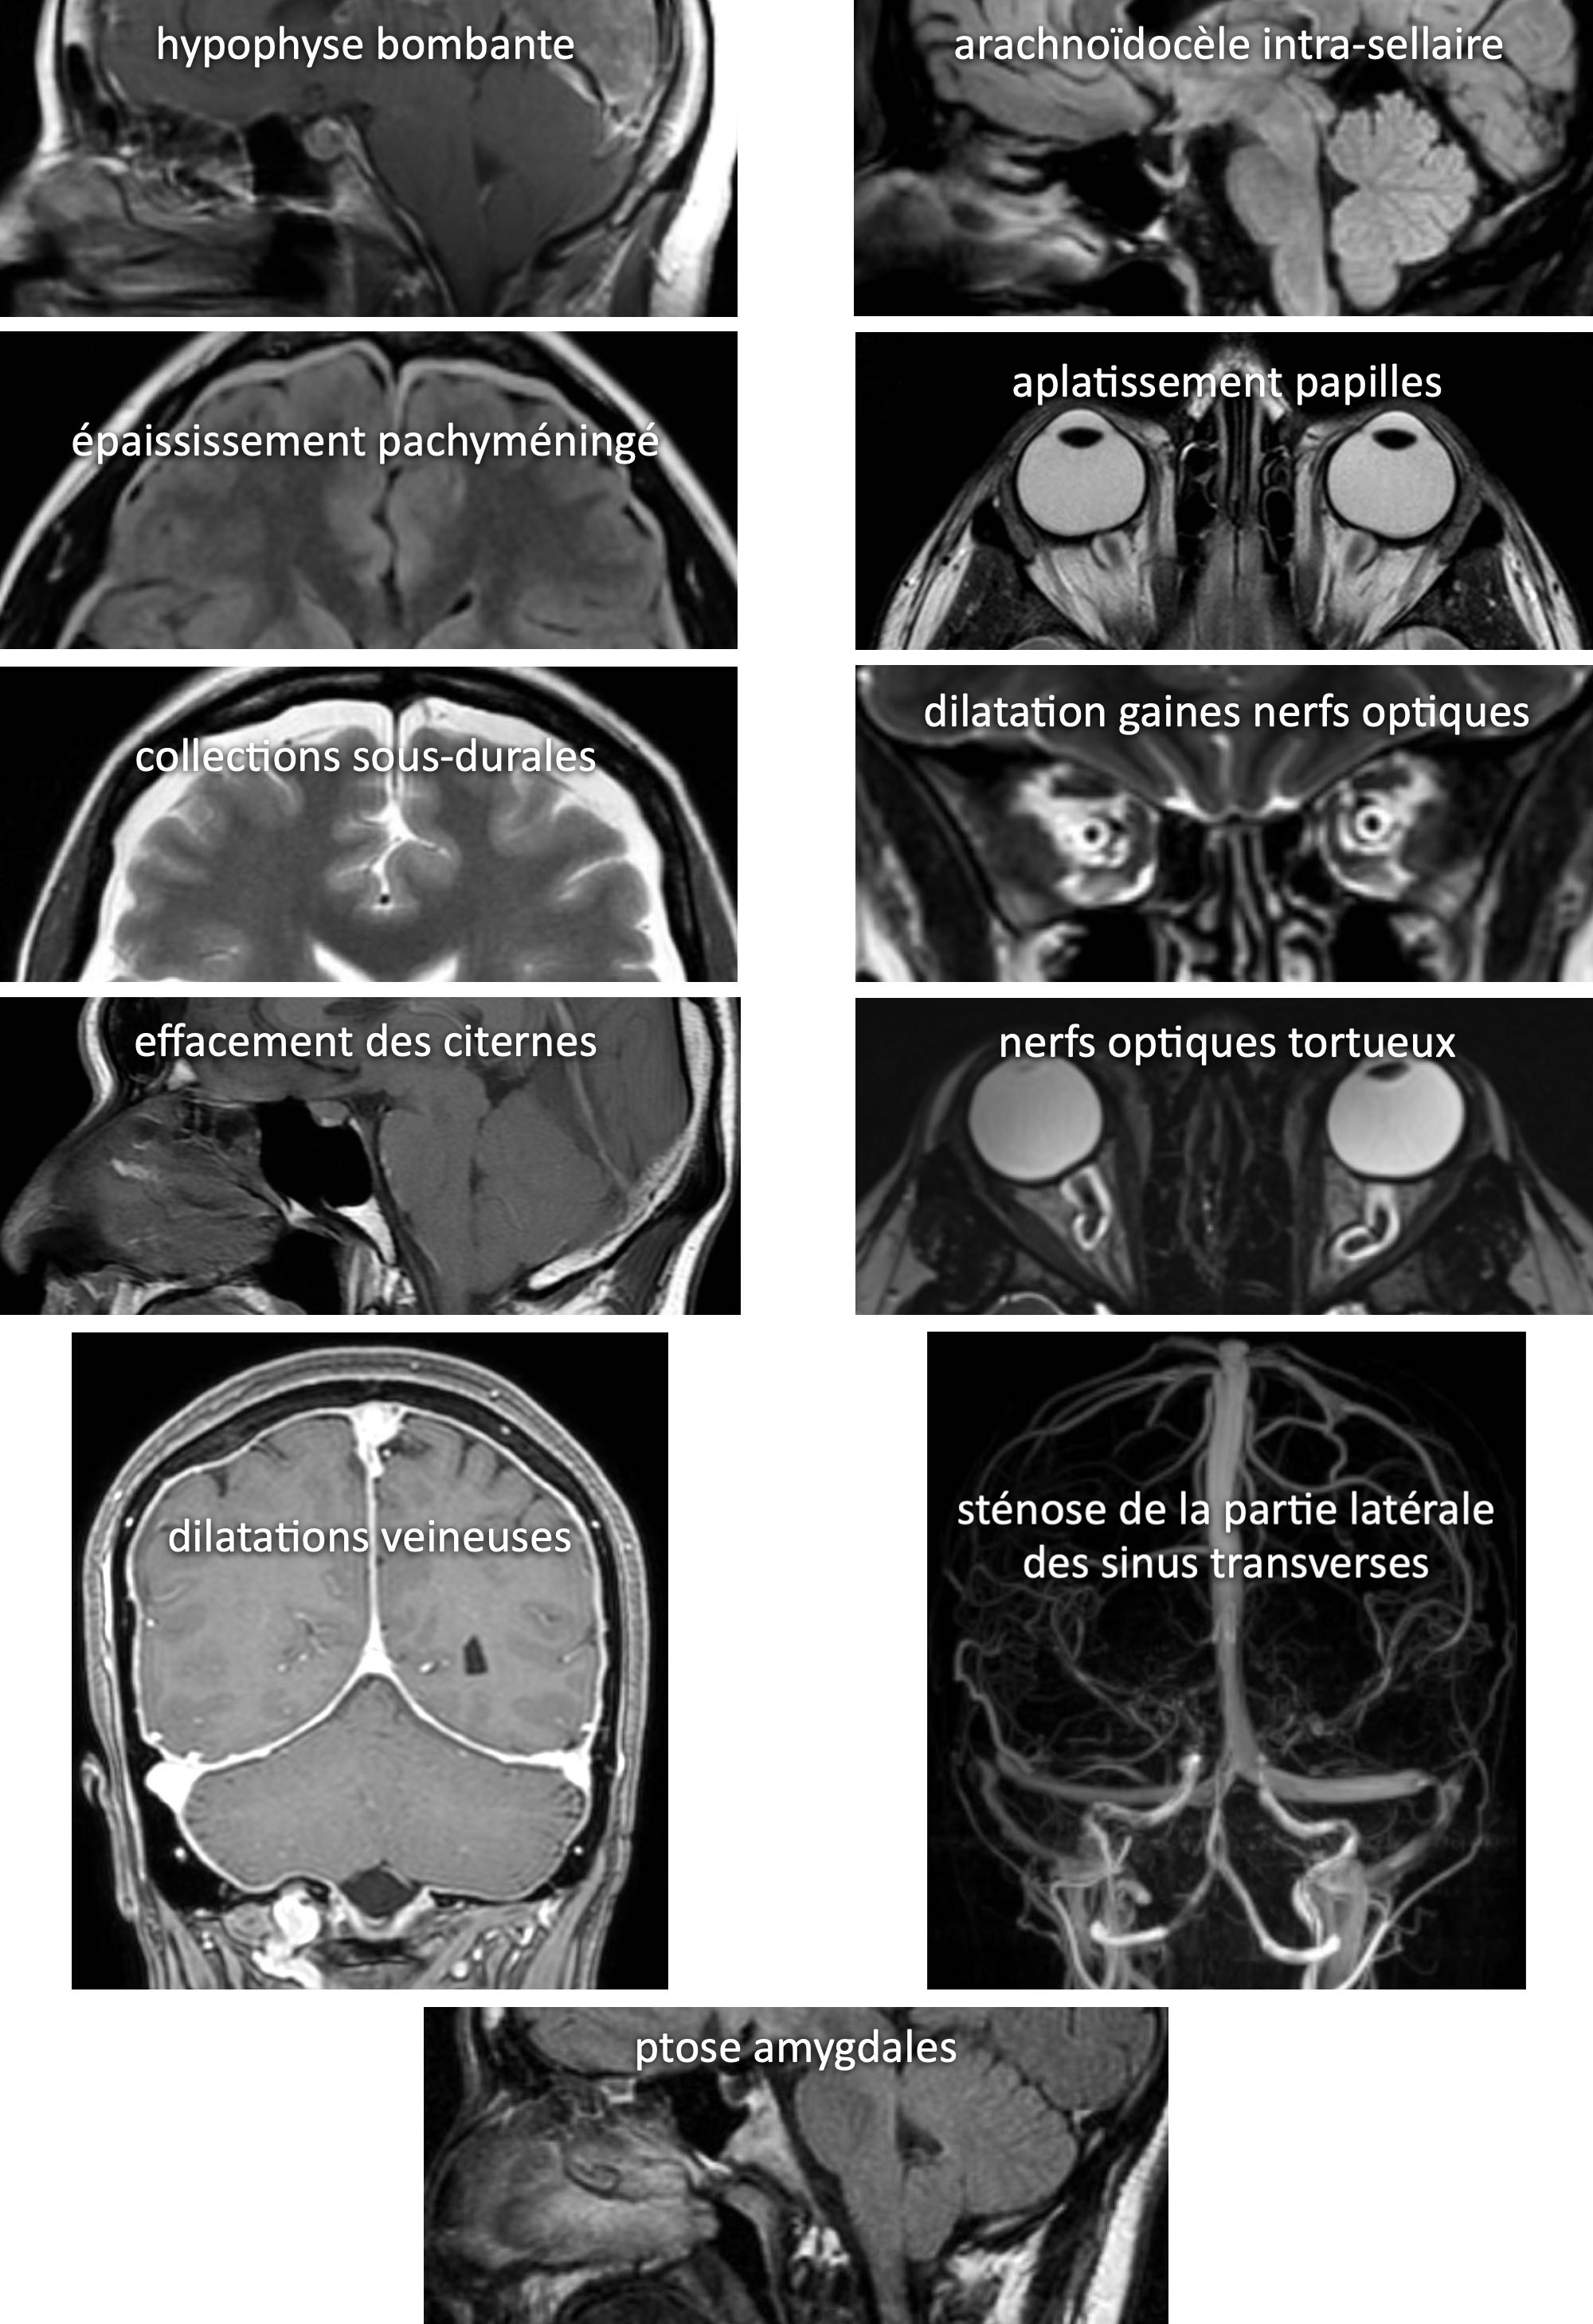 hypophyse bombante
arachnoïdocèle intra-sellaire
épaississement pachyméningé
aplatissement papilles
collections sous-durales
dilatation gaines nerfs optiques
effacement des citernes
nerfs optiques tortueux
dilatations veineuses
sténose de la partie latérale
des sinus transverses
ptose amygdales